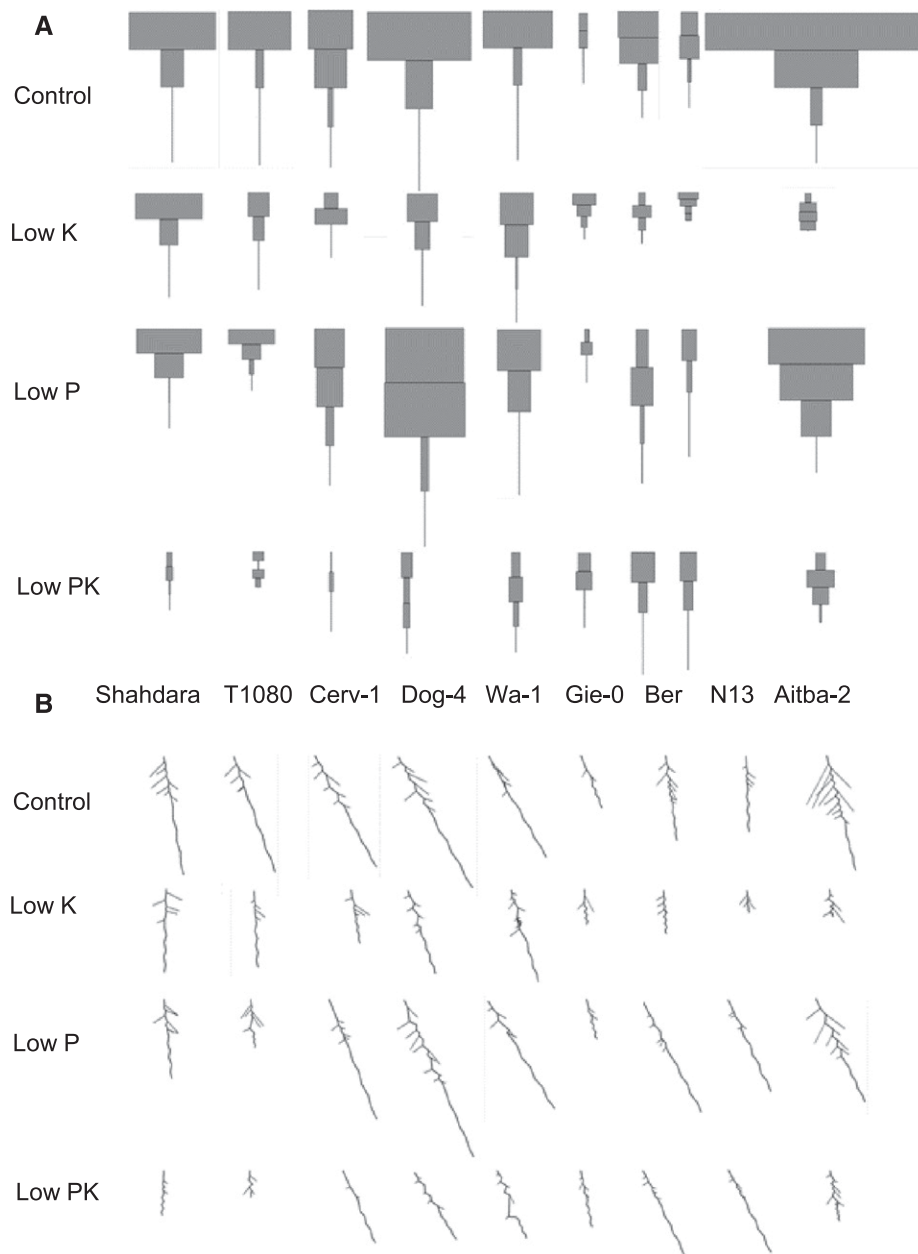 A
Control
Low K
Low P
Low PK
Shahdara T1080 Cerv-1 Dog-4 Wa-1 Gie-0 Ber N13 Aitba-2
B
Control
Low K
Low P
Low PK